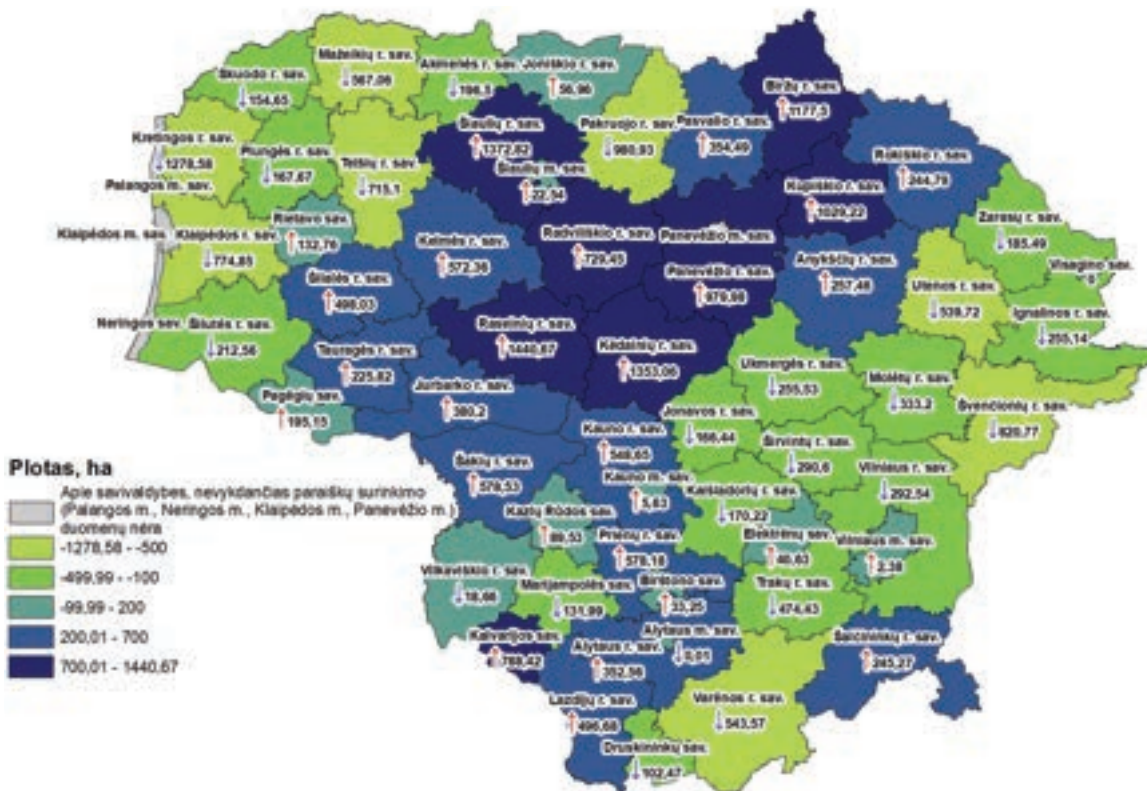 Mažeikių r. sav.
↓567,06
Skuodo r. sav.
↓154,65
Akmenės r. sav.
Joniškio r. sav.
↑56,96
Biržų r. sav.
↑1177,5
Šiaulių r. sav.
↑1372,82
Pakruojo r. sav.
↓980,93
Pasvalio r. sav.
↑354,49
Kretingos r. sav.
↓1278,58
Plungės r. sav.
↓167,67
Telšių r. sav.
↓715,1
Šiaulių m. sav.
↑22,54
Rokiškio r. sav.
↑244,79
Palangos m. sav.
Kupiškio r. sav.
↑1029,22
Rietavo sav.
↑132,76
Zarasų r. sav.
↓185,49
Klaipėdos m. sav.
Klaipėdos r. sav.
↓774,85
Kelmės r. sav.
↑572,36
Radviliškio r. sav.
↑729,45
Panevėžio m. sav.
Anykščių r. sav.
↑257,48
Visagino sav.
Šilalės r. sav.
↑498,03
Panevėžio r. sav.
↑979,98
Utenos r. sav.
↓539,72
Ignalinos r. sav.
↓255,14
Neringos sav.
Šilutės r. sav.
↓212,56
Raseinių r. sav.
↑1440,67
Kėdainių r. sav.
↑1353,06
Tauragės r. sav.
↑225,82
Ukmergės r. sav.
↓255,53
Molėtų r. sav.
↓333,2
Pagėgių sav.
↑195,15
Jurbarko r. sav.
↑380,2
Švenčionių r. sav.
↓820,77
Jonavos r. sav.
↓166,44
Kauno r. sav.
↑548,65
Širvintų r. sav.
↓290,6
Šakių r. sav.
↑578,53
Vilniaus r. sav.
↓292,54
Kauno m. sav.
↑5,63
Kaišiadorių r. sav.
↓170,22
Kazlų Rūdos sav.
↑89,53
Prienų r. sav.
↑578,18
Elektrėnų sav.
↑46,63
Vilniaus m. sav.
↑2,38
Vilkaviškio r. sav.
↓18,66
Marijampolės sav.
↓131,99
Birštono sav.
↑33,25
Trakų r. sav.
↓474,43
Kalvarijos sav.
↑788,42
Alytaus m. sav.
↓0,01
Alytaus r. sav.
↑352,56
Šalčininkų r. sav.
↑245,27
Lazdijų r. sav.
↑496,68
Varėnos r. sav.
↓543,57
Druskininkų sav.
↓102,47
Plotas, ha
Apie savivaldybes, nevykdančias paraiškų surinkimo
(Palangos m., Neringos m., Klaipėdos m., Panevėžio m.)
duomenų nėra
-1278,58 - -500
-499,99 - -100
-99,99 - 200
200,01 - 700
700,01 - 1440,67